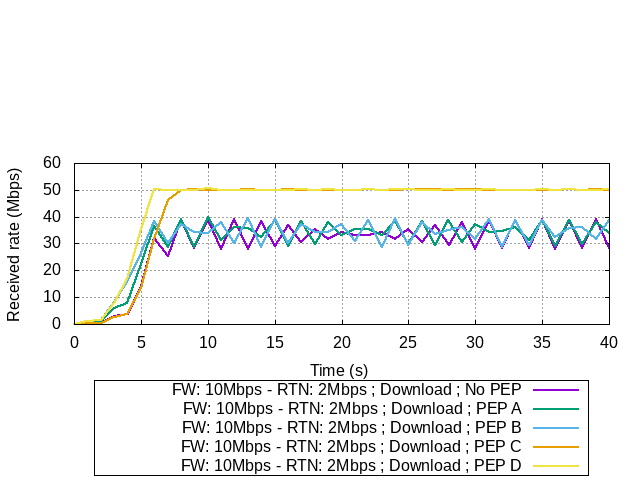 60
50
40
30
20
10
0
Received rate (Mbps)
0 5 10 15 20 25 30 35 40
Time (s)
FW: 10Mbps - RTN: 2Mbps ; Download ; No PEP
FW: 10Mbps - RTN: 2Mbps ; Download ; PEP A
FW: 10Mbps - RTN: 2Mbps ; Download ; PEP B
FW: 10Mbps - RTN: 2Mbps ; Download ; PEP C
FW: 10Mbps - RTN: 2Mbps ; Download ; PEP D